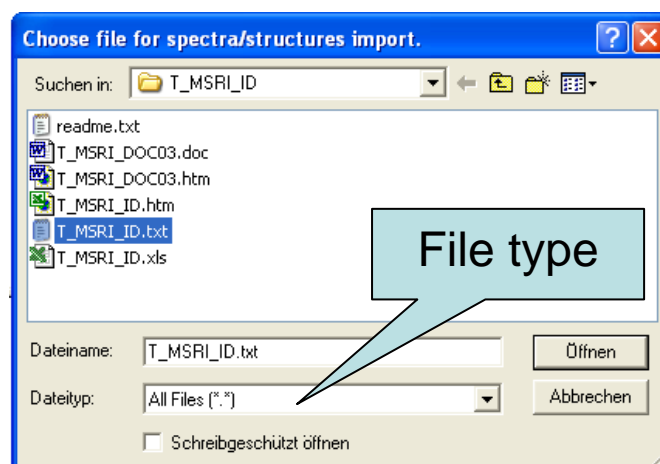 Choose file for spectra/structures import.
Suchen in: T_MSRI_ID
readme.txt
T_MSRI_DOC03.doc
T_MSRI_DOC03.htm
T_MSRI_ID.htm
T_MSRI_ID.txt
T_MSRI_ID.xls
File type
Dateiname: T_MSRI_ID.txt Öffnen
Dateityp: All Files (*.*) Abbrechen
Schreibgeschützt öffnen